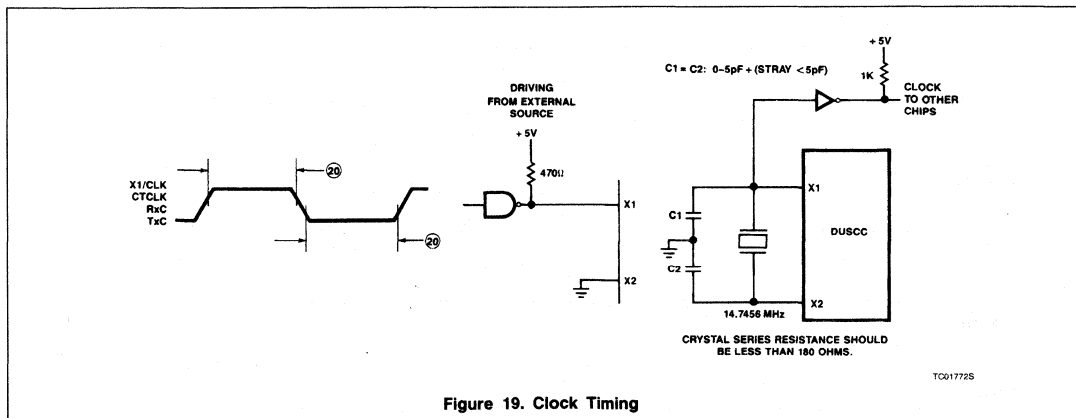 X1/CLK
CTCLK
RxC
TxC
20
20
DRIVING
FROM EXTERNAL
SOURCE
+ 5V
470Ω
X1
X2
C1 = C2: 0–5pF + (STRAY < 5pF)
+ 5V
1K
CLOCK
TO OTHER
CHIPS
C1
C2
X1
DUSCC
X2
14.7456 MHz
CRYSTAL SERIES RESISTANCE SHOULD
BE LESS THAN 180 OHMS.
TC01772S
Figure 19. Clock Timing